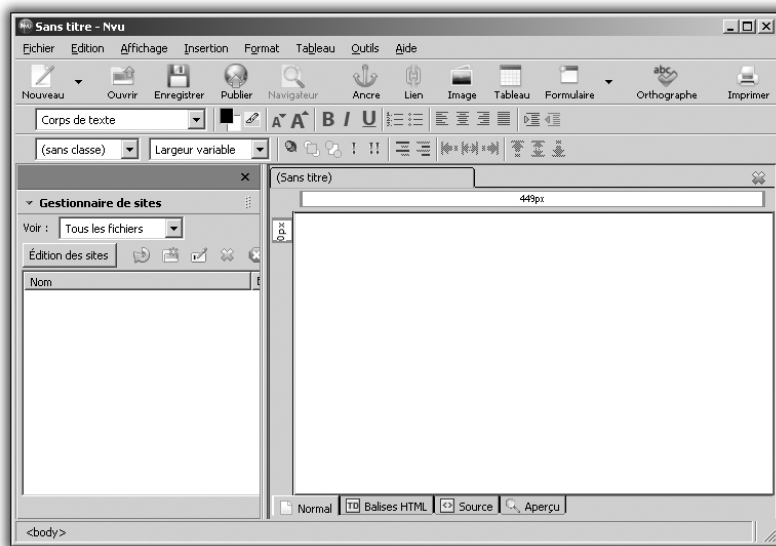 Sans titre - Nvu
Fichier Edition Affichage Insertion Format Tableau Outils Aide
Nouveau Ouvrir Enregistrer Publier Navigateur Ancre Lien Image Tableau Formulaire Orthographe Imprimer
Corps de texte A A B I U
(sans classe) Largeur variable ! !!
(Sans titre)
449px
Gestionnaire de sites
Voir : Tous les fichiers
0px
Édition des sites
Nom
Normal Balises HTML Source Aperçu
<body>